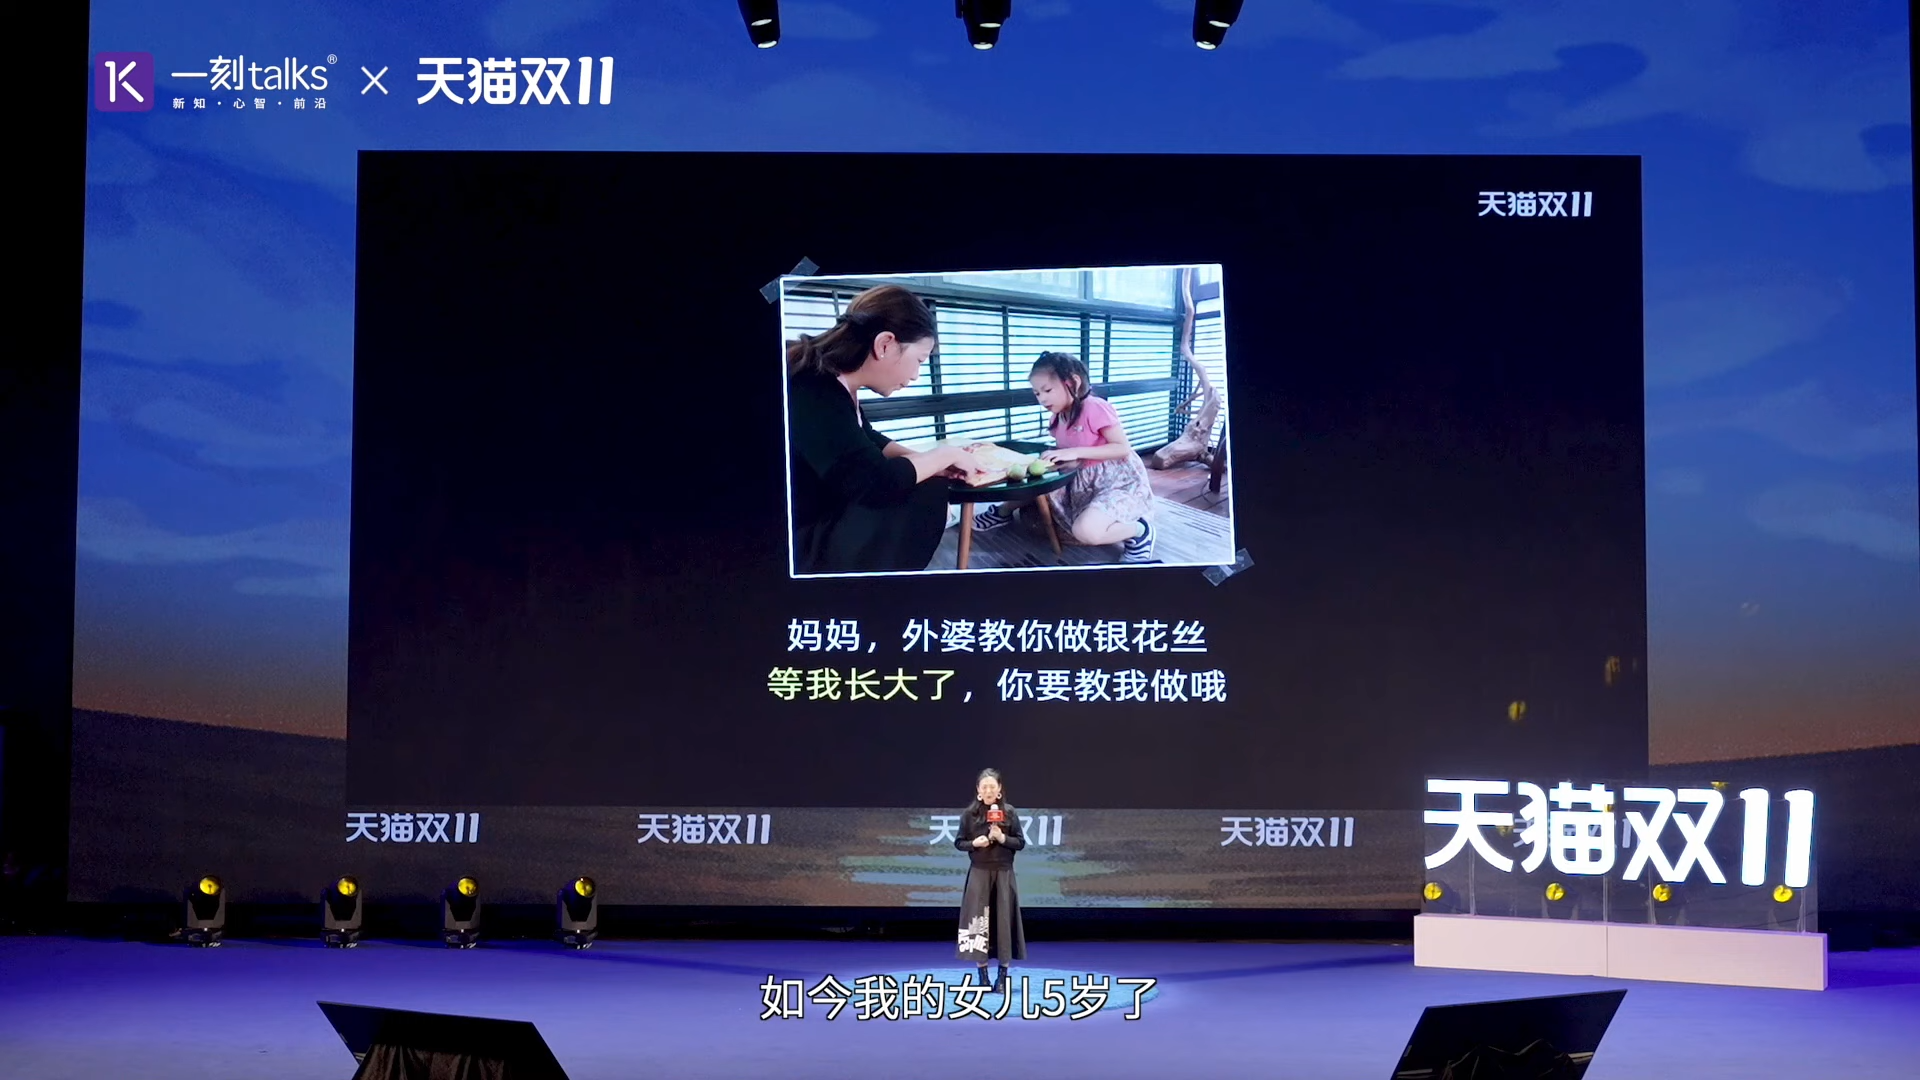 一刻talks® × 天猫双11
新知·心智·前沿
天猫双11
妈妈，外婆教你做银花丝
等我长大了，你要教我做哦
天猫双11 天猫双11 天 11 天猫双11
天猫双11
如今我的女儿5岁了